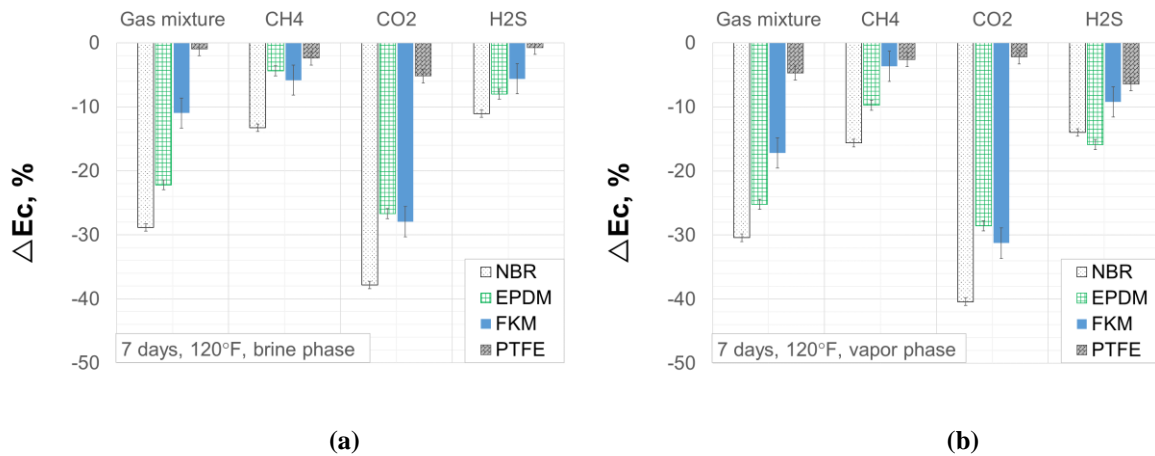 Gas mixture CH4 CO2 H2S
0
-10
-20
-30
-40
-50
△Ec, %
NBR
EPDM
FKM
PTFE
7 days, 120°F, brine phase
(a)
Gas mixture CH4 CO2 H2S
0
-10
-20
-30
-40
-50
△Ec, %
NBR
EPDM
FKM
PTFE
7 days, 120°F, vapor phase
(b)